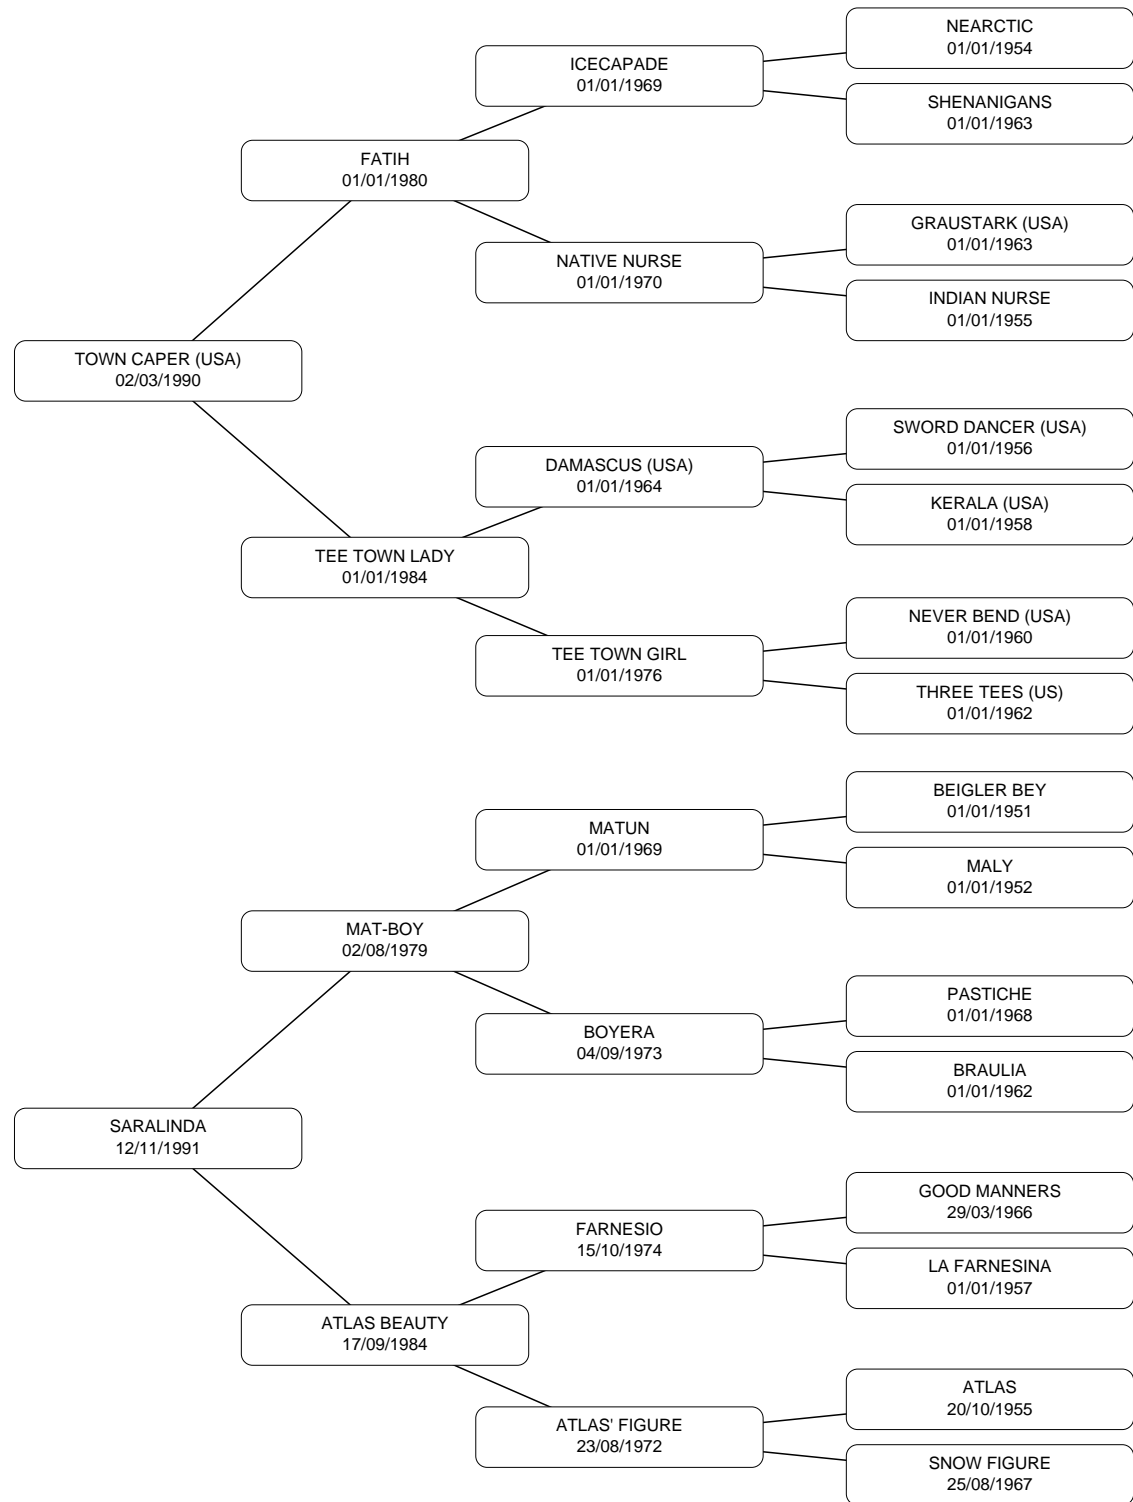 NEARCTIC
01/01/1954
ICECAPADE
01/01/1969
SHENANIGANS
01/01/1963
FATIH
01/01/1980
GRAUSTARK (USA)
01/01/1963
NATIVE NURSE
01/01/1970
INDIAN NURSE
01/01/1955
TOWN CAPER (USA)
02/03/1990
SWORD DANCER (USA)
01/01/1956
DAMASCUS (USA)
01/01/1964
KERALA (USA)
01/01/1958
TEE TOWN LADY
01/01/1984
NEVER BEND (USA)
01/01/1960
TEE TOWN GIRL
01/01/1976
THREE TEES (US)
01/01/1962
BEIGLER BEY
01/01/1951
MATUN
01/01/1969
MALY
01/01/1952
MAT-BOY
02/08/1979
PASTICHE
01/01/1968
BOYERA
04/09/1973
BRAULIA
01/01/1962
SARALINDA
12/11/1991
GOOD MANNERS
29/03/1966
FARNESIO
15/10/1974
LA FARNESINA
01/01/1957
ATLAS BEAUTY
17/09/1984
ATLAS
20/10/1955
ATLAS' FIGURE
23/08/1972
SNOW FIGURE
25/08/1967